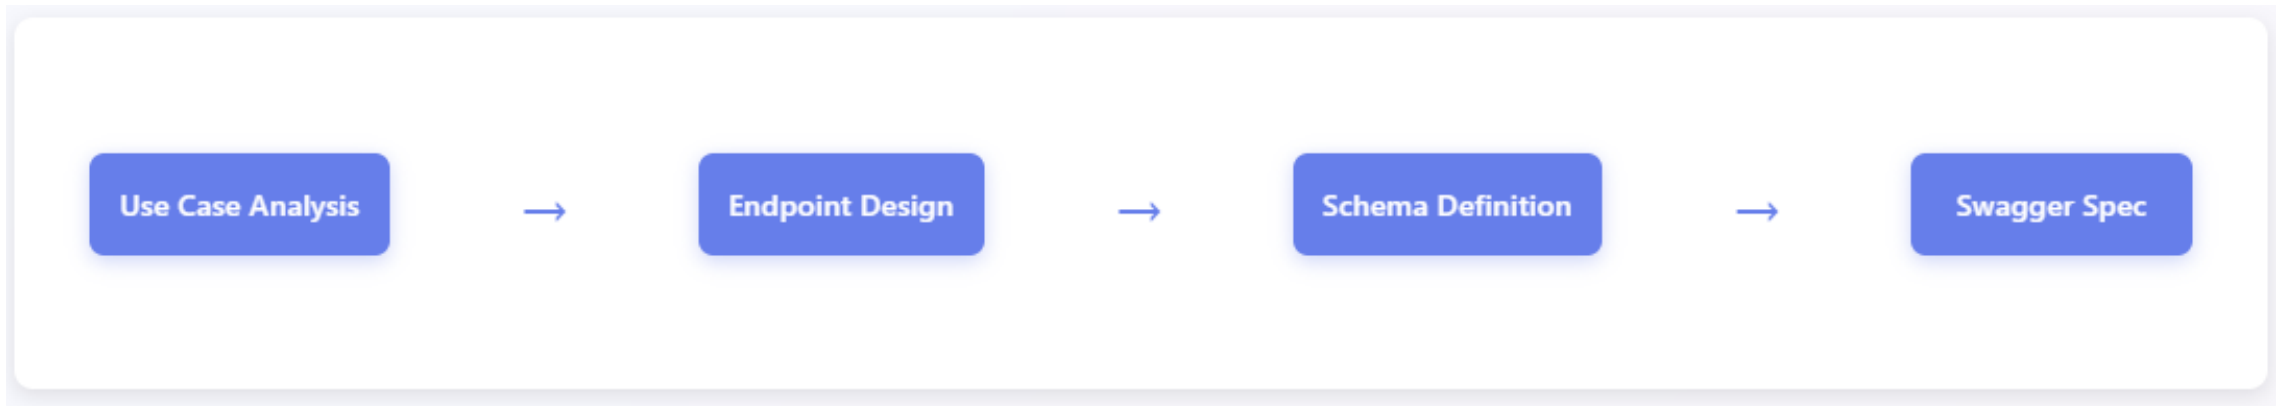 Use Case Analysis → Endpoint Design → Schema Definition → Swagger Spec